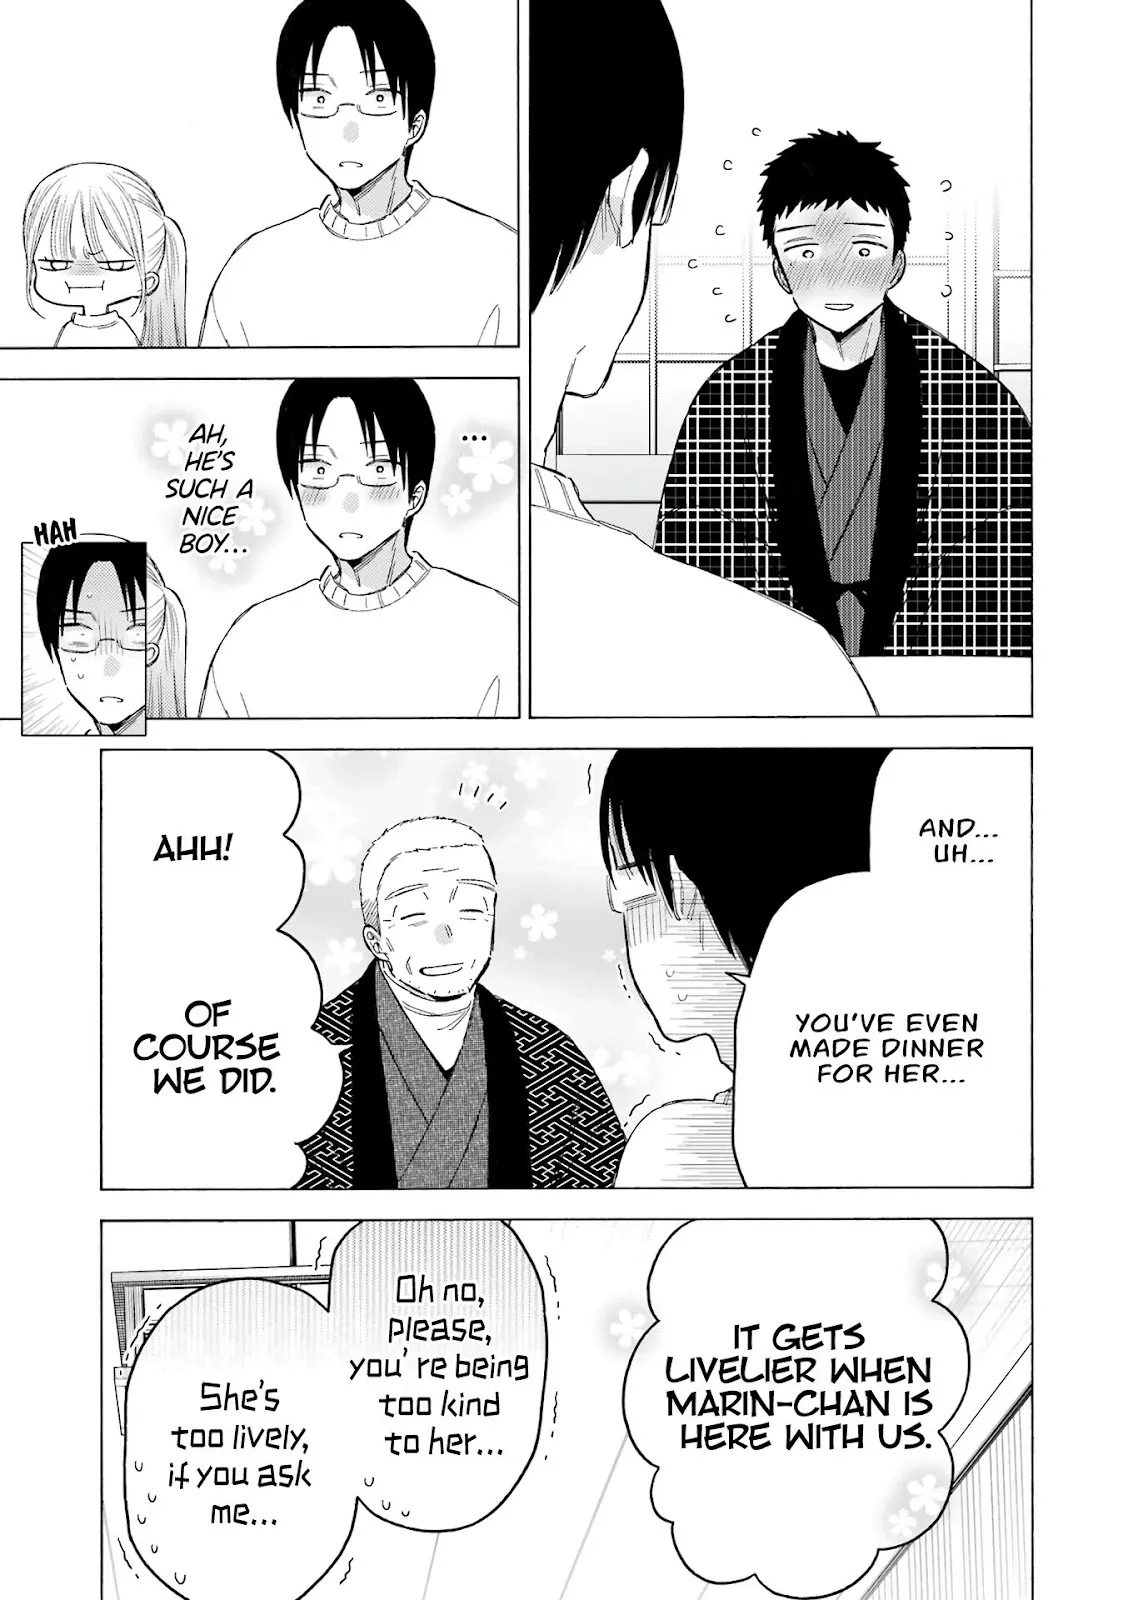 ...
AH,
HE'S
SUCH A
NICE
BOY...
HAH
AND...
UH...
YOU'VE EVEN
MADE DINNER
FOR HER...
AHH!
OF
COURSE
WE DID.
IT GETS
LIVELIER WHEN
MARIN-CHAN IS
HERE WITH US.
Oh no,
please,
you're being
too kind
to her...
She's
too lively,
if you ask
me...